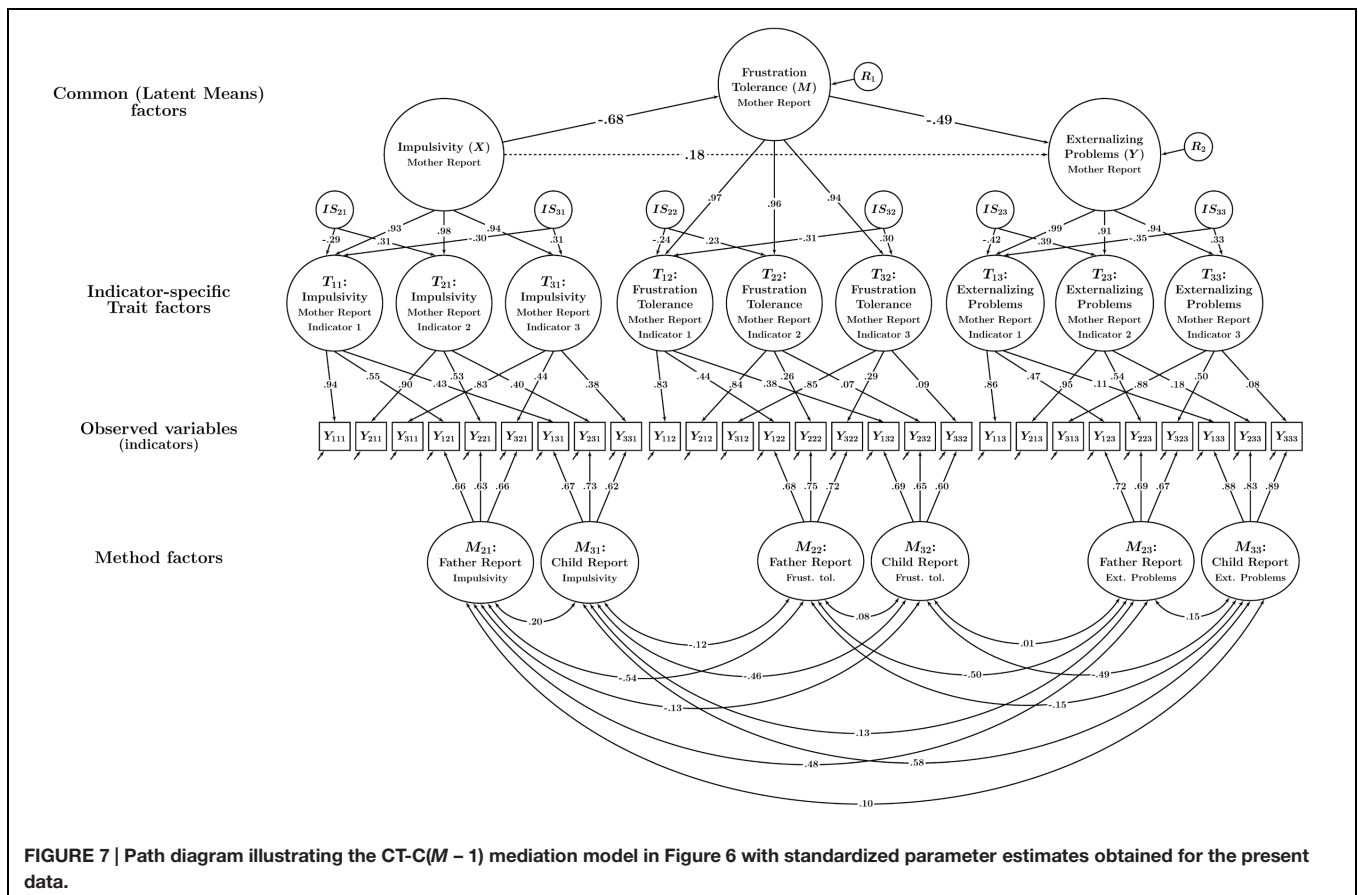 Common (Latent Means)
factors
Frustration
Tolerance (M)
Mother Report
R1
Impulsivity (X)
Mother Report
Externalizing
Problems (Y)
Mother Report
R2
-.68
-.49
.18
IS21
IS31
IS22
IS32
IS23
IS33
-.29
.93
.31
.98
.94
-.30
.31
-.24
.97
.23
.96
-.31
.94
.30
-.42
.99
.39
.91
-.35
.94
.33
Indicator-specific
Trait factors
T11:
Impulsivity
Mother Report
Indicator 1
T21:
Impulsivity
Mother Report
Indicator 2
T31:
Impulsivity
Mother Report
Indicator 3
T12:
Frustration
Tolerance
Mother Report
Indicator 1
T22:
Frustration
Tolerance
Mother Report
Indicator 2
T32:
Frustration
Tolerance
Mother Report
Indicator 3
T13:
Externalizing
Problems
Mother Report
Indicator 1
T23:
Externalizing
Problems
Mother Report
Indicator 2
T33:
Externalizing
Problems
Mother Report
Indicator 3
.94 .55 .43 .90 .53 .40 .83 .44 .38
.83 .44 .38 .84 .26 .07 .85 .29 .09
.86 .47 .11 .95 .54 .18 .88 .50 .08
Observed variables
(indicators)
Y111 Y211 Y311 Y121 Y221 Y321 Y131 Y231 Y331 Y112 Y212 Y312 Y122 Y222 Y322 Y132 Y232 Y332 Y113 Y213 Y313 Y123 Y223 Y323 Y133 Y233 Y333
.66 .63 .66 .67 .73 .62 .68 .75 .72 .69 .65 .60 .72 .69 .67 .88 .83 .89
Method factors
M21:
Father Report
Impulsivity
M31:
Child Report
Impulsivity
M22:
Father Report
Frust. tol.
M32:
Child Report
Frust. tol.
M23:
Father Report
Ext. Problems
M33:
Child Report
Ext. Problems
.20
.08
.15
-.12
.01
-.54
-.46
-.50
-.49
-.13
-.15
.13
.48
.58
.10
FIGURE 7 | Path diagram illustrating the CT-C(M – 1) mediation model in Figure 6 with standardized parameter estimates obtained for the present
data.